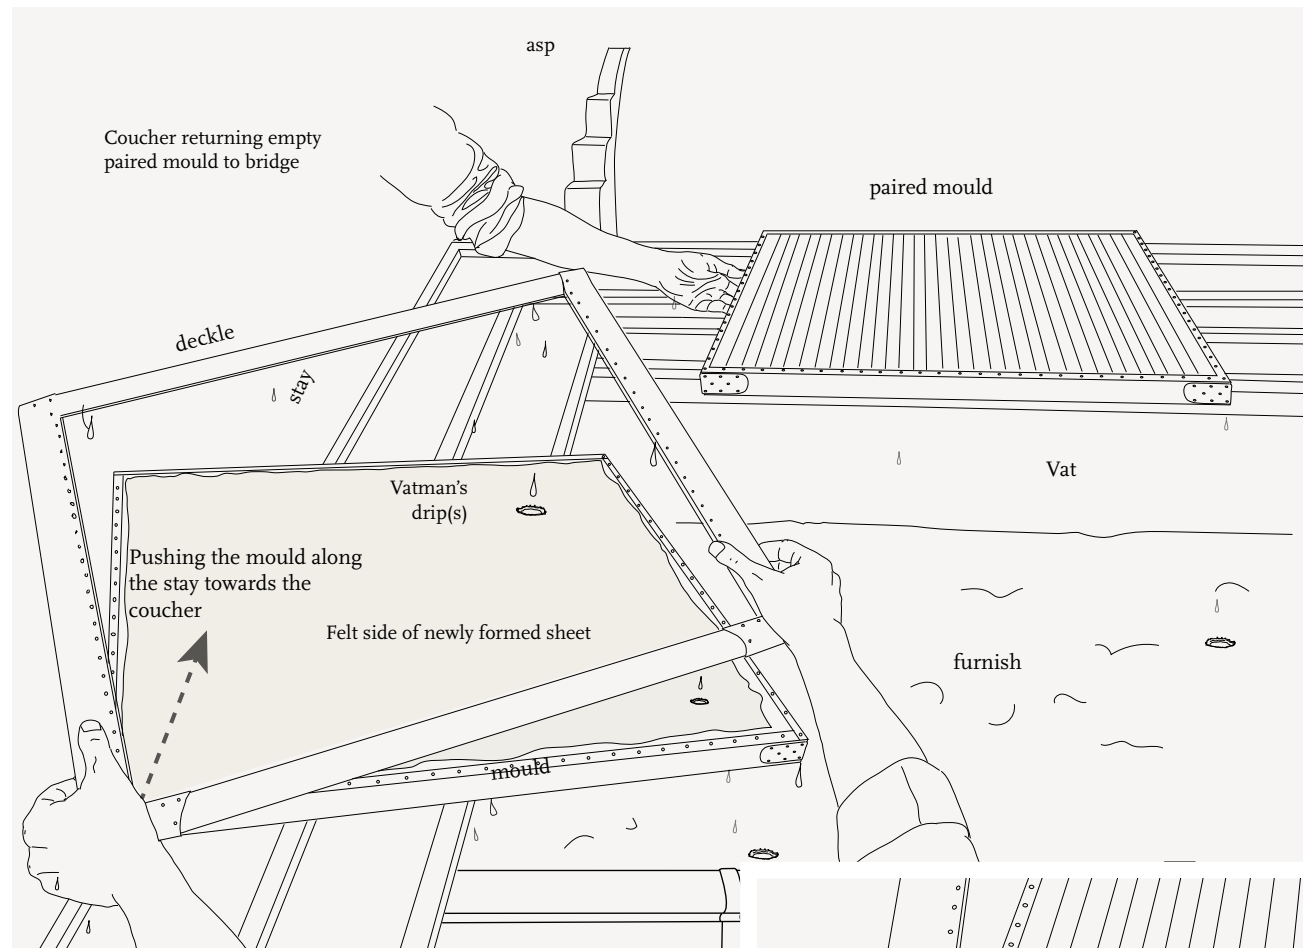 asp
Coucher returning empty
paired mould to bridge
paired mould
deckle
stay
Vat
Vatman’s
drip(s)
Pushing the mould along
the stay towards the
coucher
Felt side of newly formed sheet
furnish
mould